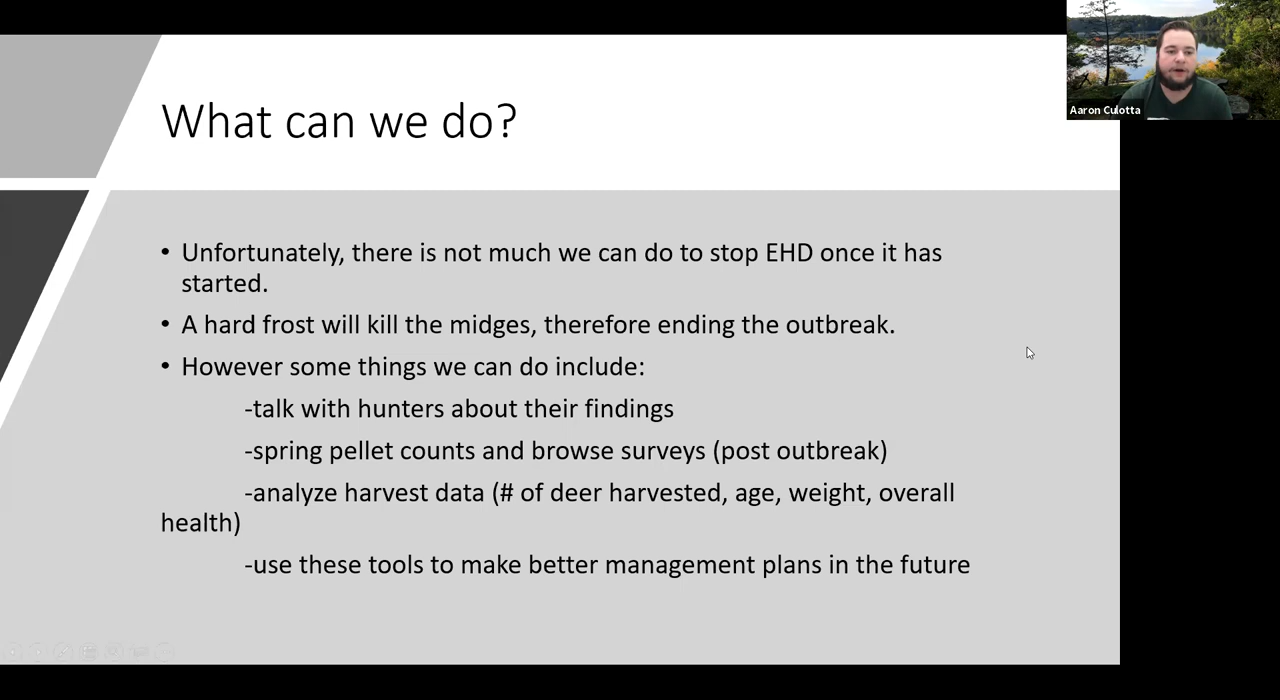 What can we do?
• Unfortunately, there is not much we can do to stop EHD once it has
started.
• A hard frost will kill the midges, therefore ending the outbreak.
• However some things we can do include:
-talk with hunters about their findings
-spring pellet counts and browse surveys (post outbreak)
-analyze harvest data (# of deer harvested, age, weight, overall
health)
-use these tools to make better management plans in the future
Aaron Culotta